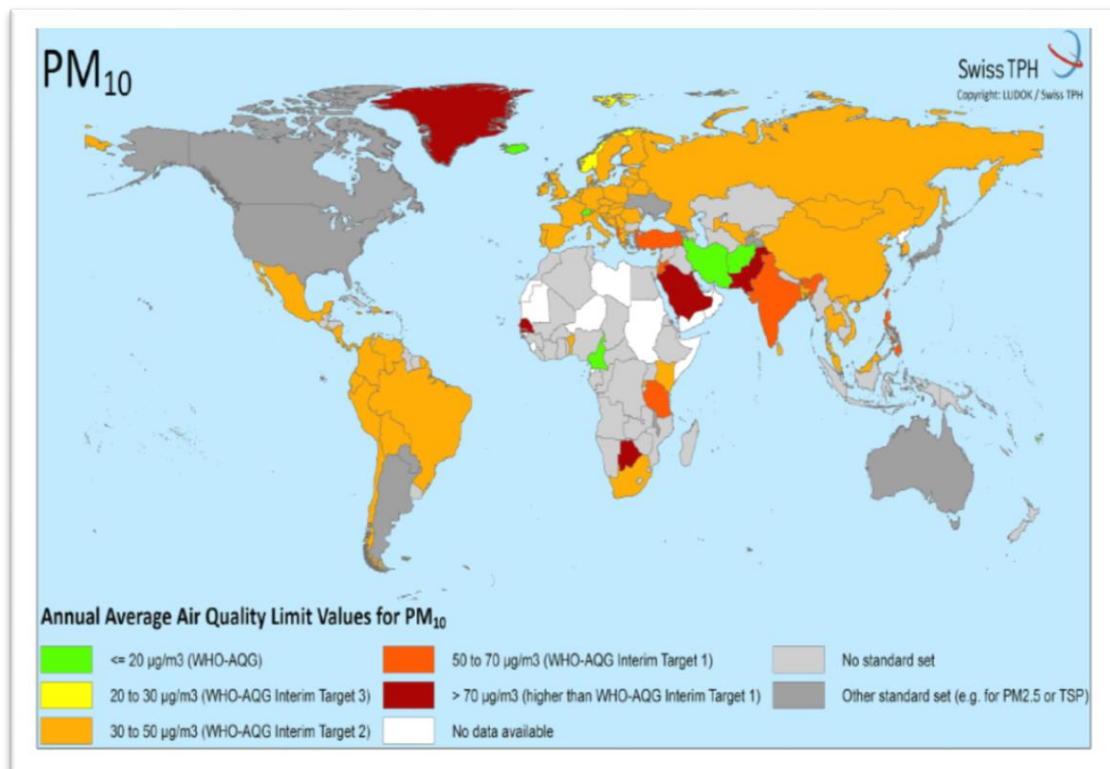 PM10
Swiss TPH
Copyright: LUDOK / Swiss TPH
Annual Average Air Quality Limit Values for PM10
<= 20 µg/m3 (WHO-AQG)
20 to 30 µg/m3 (WHO-AQG Interim Target 3)
30 to 50 µg/m3 (WHO-AQG Interim Target 2)
50 to 70 µg/m3 (WHO-AQG Interim Target 1)
> 70 µg/m3 (higher than WHO-AQG Interim Target 1)
No data available
No standard set
Other standard set (e.g. for PM2.5 or TSP)